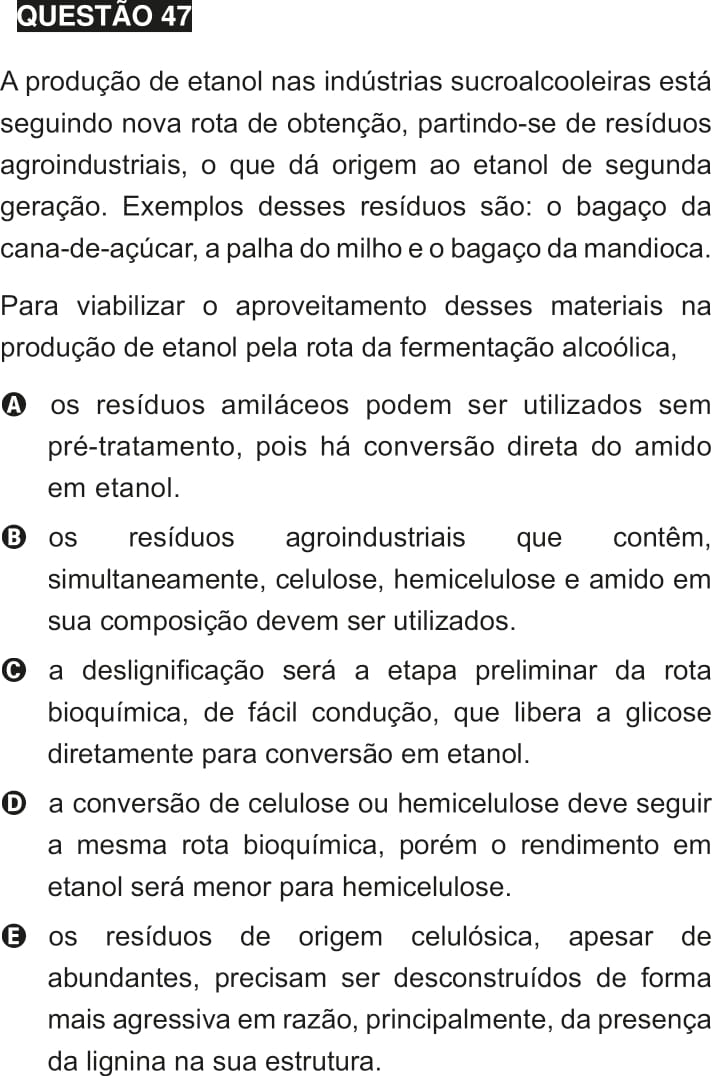 QUESTÃO 47
A produção de etanol nas indústrias sucroalcooleiras está
seguindo nova rota de obtenção, partindo-se de resíduos
agroindustriais, o que dá origem ao etanol de segunda
geração. Exemplos desses resíduos são: o bagaço da
cana-de-açúcar, a palha do milho e o bagaço da mandioca.
Para viabilizar o aproveitamento desses materiais na
produção de etanol pela rota da fermentação alcoólica,
A os resíduos amiláceos podem ser utilizados sem
pré-tratamento, pois há conversão direta do amido
em etanol.
B os resíduos agroindustriais que contêm,
simultaneamente, celulose, hemicelulose e amido em
sua composição devem ser utilizados.
C a deslignificação será a etapa preliminar da rota
bioquímica, de fácil condução, que libera a glicose
diretamente para conversão em etanol.
D a conversão de celulose ou hemicelulose deve seguir
a mesma rota bioquímica, porém o rendimento em
etanol será menor para hemicelulose.
E os resíduos de origem celulósica, apesar de
abundantes, precisam ser desconstruídos de forma
mais agressiva em razão, principalmente, da presença
da lignina na sua estrutura.